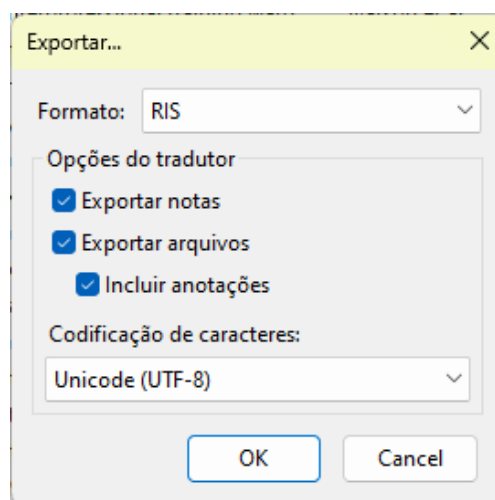 Exportar...
Formato: RIS
Opções do tradutor
Exportar notas
Exportar arquivos
Incluir anotações
Codificação de caracteres:
Unicode (UTF-8)
OK Cancel